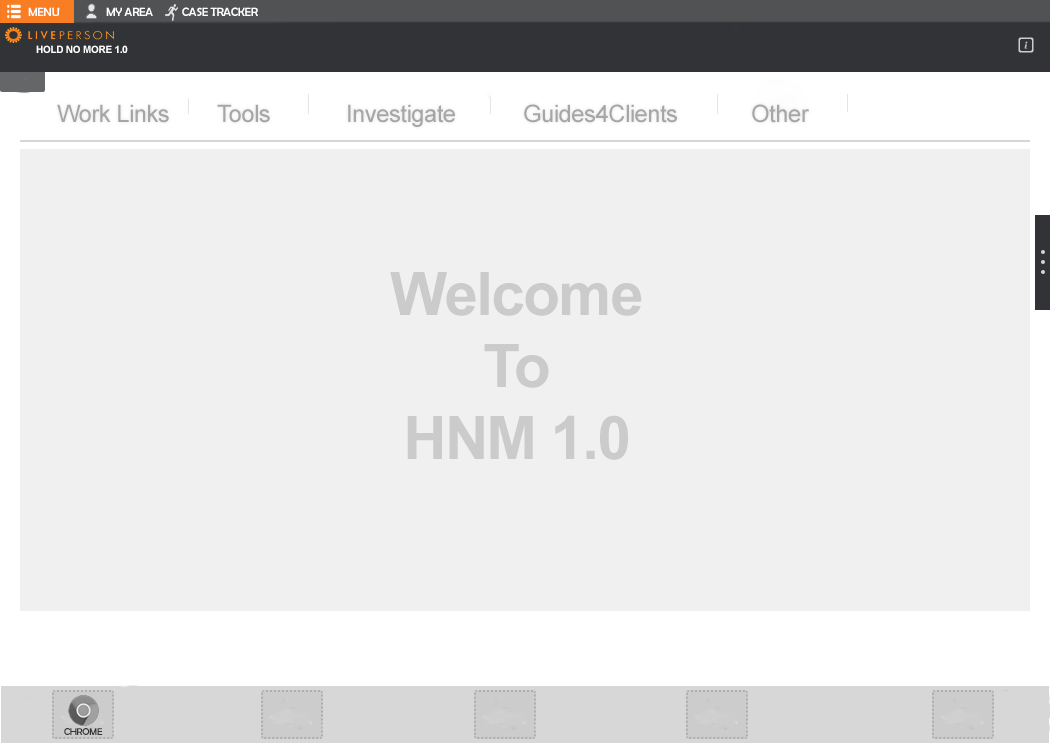 MENU MY AREA CASE TRACKER
LIVEPERSON
HOLD NO MORE 1.0
i
Work Links Tools Investigate Guides4Clients Other
Welcome
To
HNM 1.0
CHROME